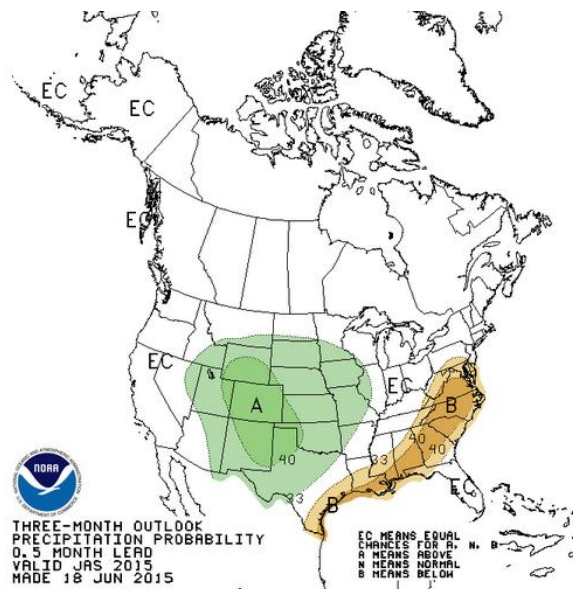 EC
EC
EC
EC
A
EC
B
40
40
40
33
33
B
EC
NOAA
THREE-MONTH OUTLOOK
PRECIPITATION PROBABILITY
0.5 MONTH LEAD
VALID JAS 2015
MADE 18 JUN 2015
EC MEANS EQUAL
CHANCES FOR A, N, B
A MEANS ABOVE
N MEANS NORMAL
B MEANS BELOW